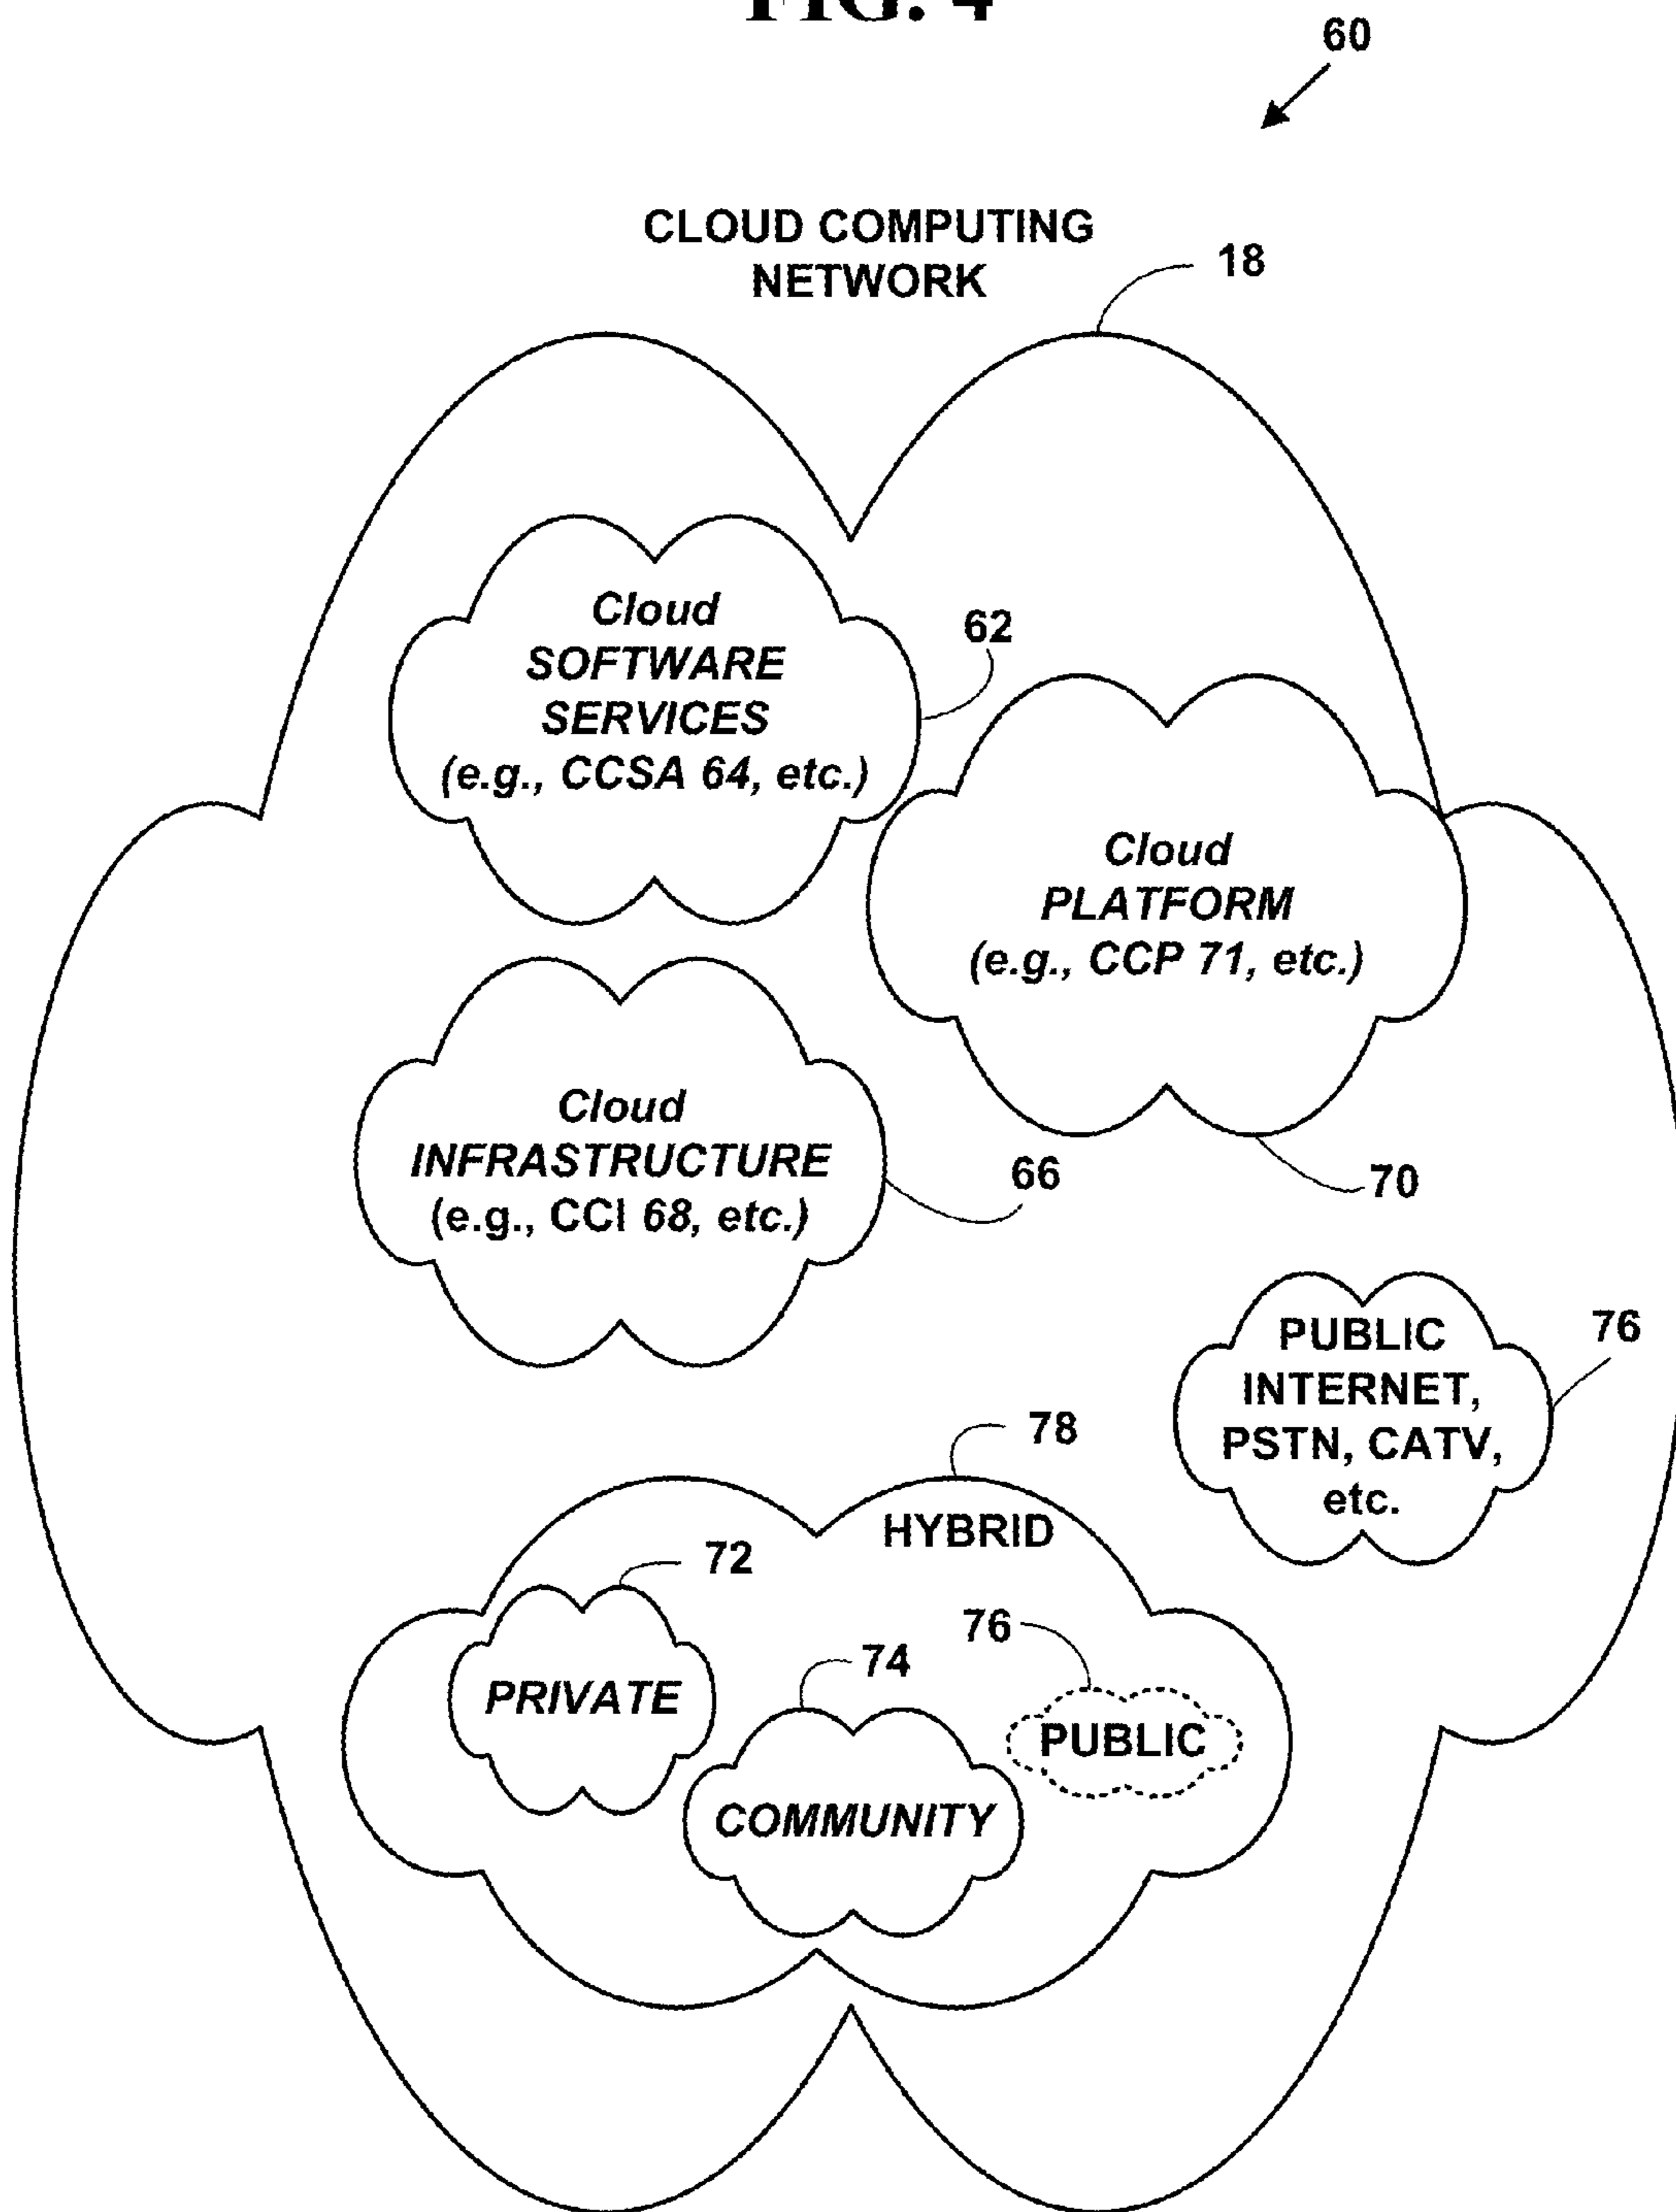 FIG. 4
60
CLOUD COMPUTING
NETWORK
18
Cloud
SOFTWARE
SERVICES
(e.g., CCSA 64, etc.)
62
Cloud
PLATFORM
(e.g., CCP 71, etc.)
70
Cloud
INFRASTRUCTURE
(e.g., CCI 68, etc.)
66
PUBLIC
INTERNET,
PSTN, CATV,
etc.
76
78
HYBRID
72
PRIVATE
74
COMMUNITY
76
PUBLIC